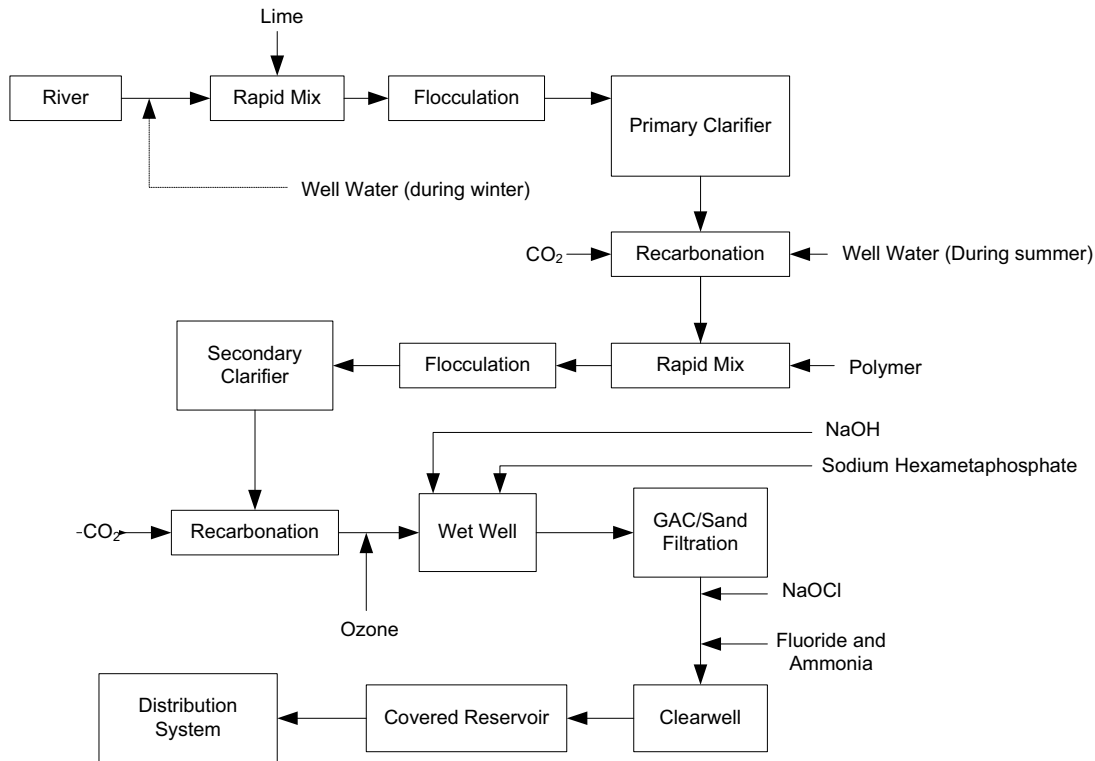 Lime
River
Rapid Mix
Flocculation
Primary Clarifier
Well Water (during winter)
CO₂
Recarbonation
Well Water (During summer)
Secondary
Clarifier
Flocculation
Rapid Mix
Polymer
NaOH
Sodium Hexametaphosphate
-CO₂
Recarbonation
Wet Well
GAC/Sand
Filtration
NaOCl
Ozone
Fluoride and
Ammonia
Distribution
System
Covered Reservoir
Clearwell